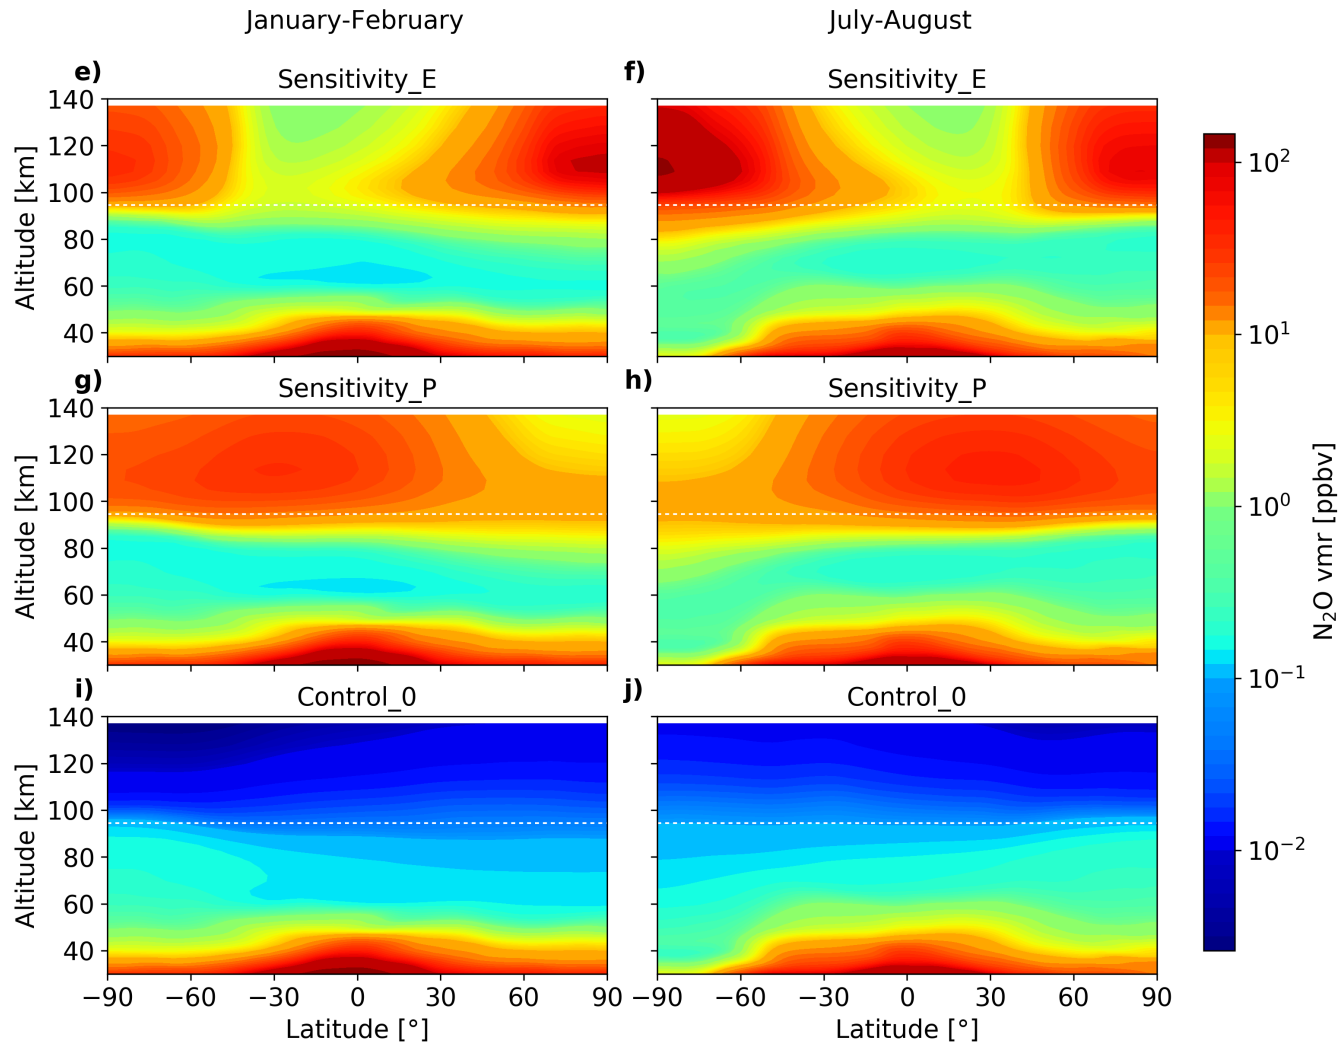 January-February July-August
e) Sensitivity_E f) Sensitivity_E
140
120
100
80
60
40
Altitude [km]
g) Sensitivity_P h) Sensitivity_P
140
120
100
80
60
40
Altitude [km]
i) Control_0 j) Control_0
140
120
100
80
60
40
Altitude [km]
−90 −60 −30 0 30 60 90 −90 −60 −30 0 30 60 90
Latitude [°] Latitude [°]
10²
10¹
10⁰
10⁻¹
10⁻²
N₂O vmr [ppbv]